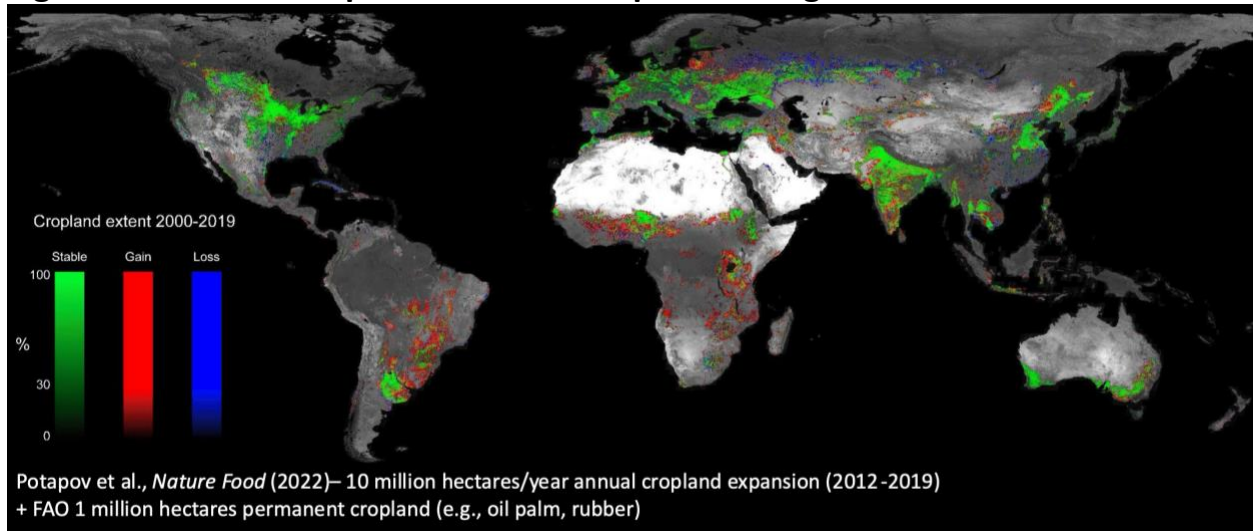 Cropland extent 2000-2019
Stable Gain Loss
100
%
30
0
Potapov et al., Nature Food (2022)– 10 million hectares/year annual cropland expansion (2012-2019)
+ FAO 1 million hectares permanent cropland (e.g., oil palm, rubber)